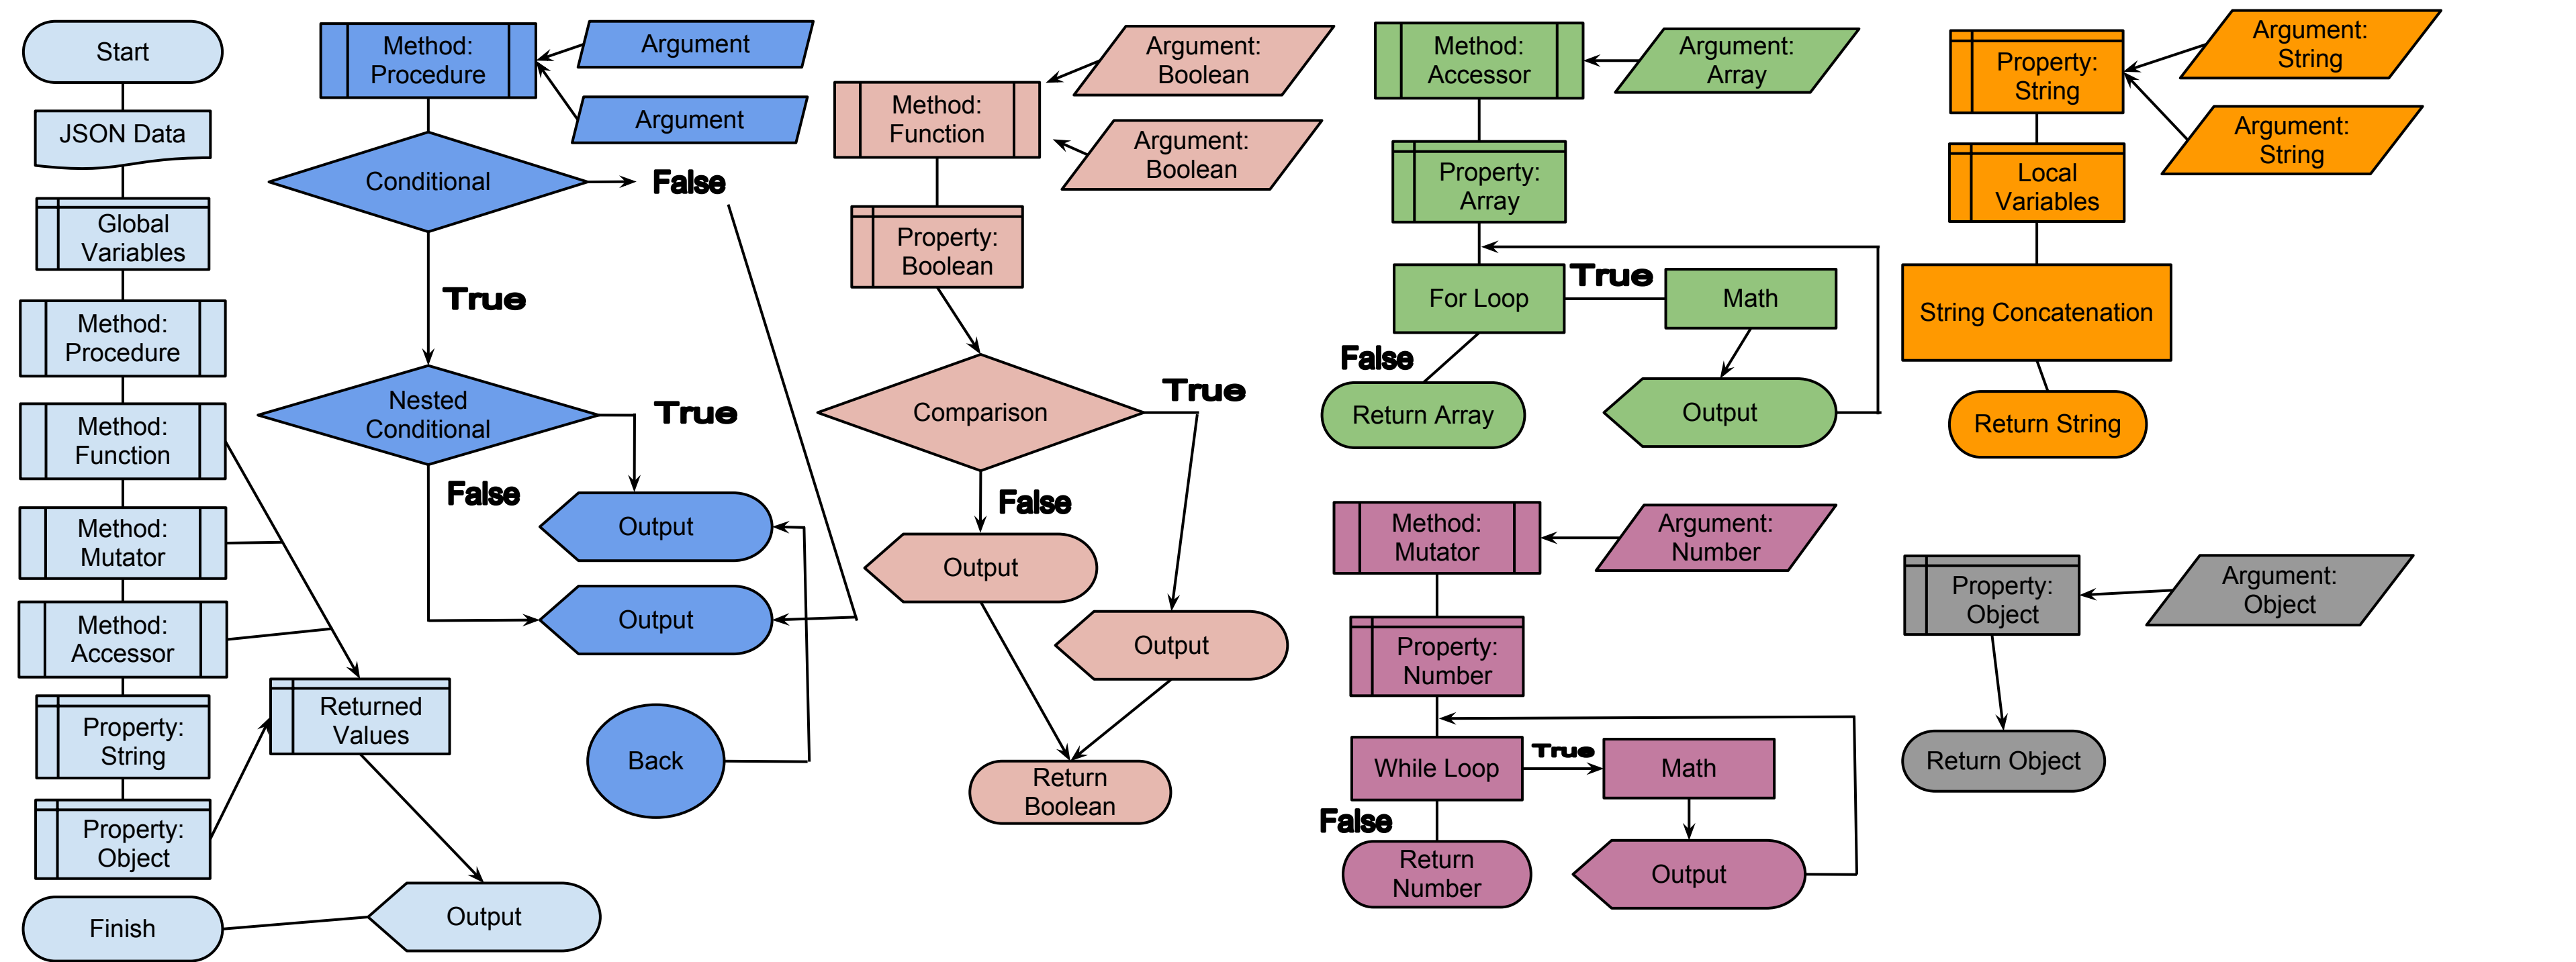 Start
JSON Data
Global
Variables
Method:
Procedure
Method:
Function
Method:
Mutator
Method:
Accessor
Property:
String
Property:
Object
Finish
Returned
Values
Output
Method:
Procedure
Argument
Argument
Conditional
False
True
Nested
Conditional
True
False
Output
Output
Back
Method:
Function
Argument:
Boolean
Argument:
Boolean
Property:
Boolean
Comparison
True
False
Output
Output
Return
Boolean
Method:
Accessor
Argument:
Array
Property:
Array
For Loop
True
Math
False
Return Array
Output
Method:
Mutator
Argument:
Number
Property:
Number
While Loop
True
Math
False
Return
Number
Output
Property:
String
Argument:
String
Argument:
String
Local
Variables
String Concatenation
Return String
Property:
Object
Argument:
Object
Return Object